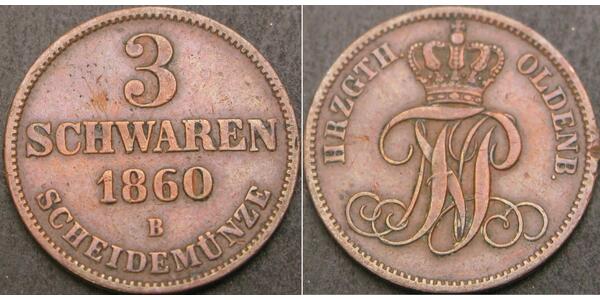 3
SCHWAREN
1860
B
SCHEIDEMÜNZE
HRZGTH. OLDENB.